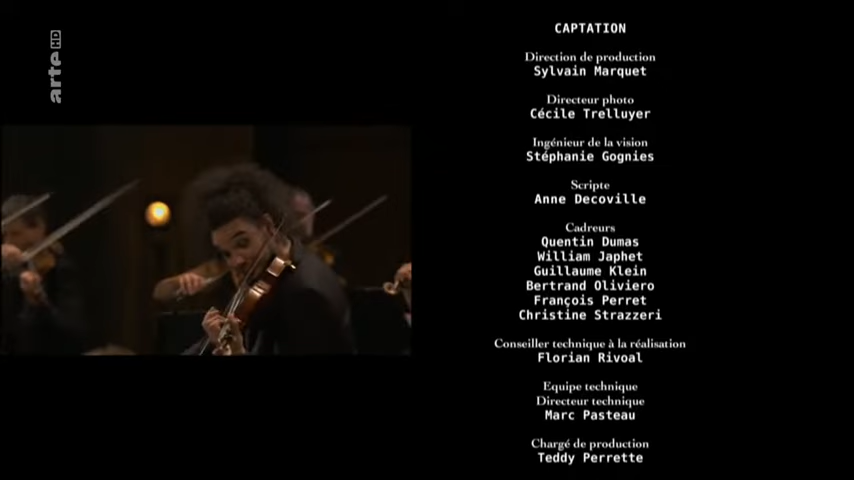 arte HD
CAPTATION
Direction de production
Sylvain Marquet
Directeur photo
Cécile Trelluyer
Ingénieur de la vision
Stéphanie Gognies
Scripte
Anne Decoville
Cadreurs
Quentin Dumas
William Japhet
Guillaume Klein
Bertrand Oliviero
François Perret
Christine Strazzeri
Conseiller technique à la réalisation
Florian Rivoal
Equipe technique
Directeur technique
Marc Pasteau
Chargé de production
Teddy Perrette